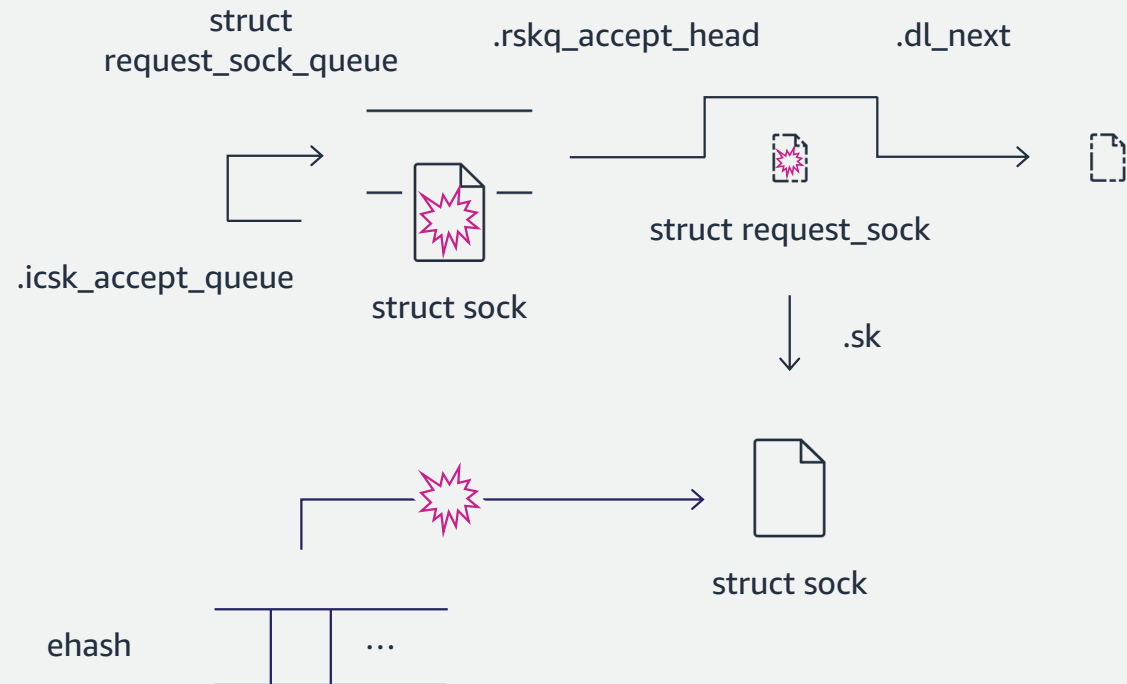 struct
request_sock_queue
.rskq_accept_head
.dl_next
struct request_sock
.icsk_accept_queue
struct sock
.sk
struct sock
ehash
...